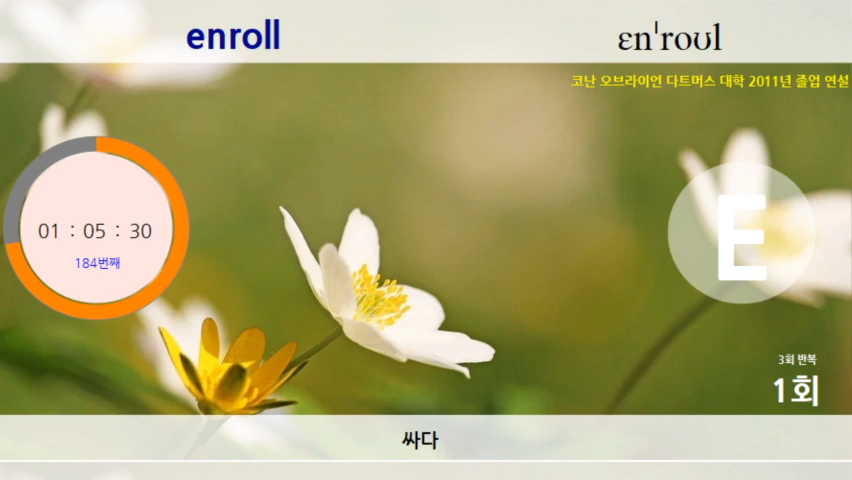 enroll
εn'roʊl
코난 오브라이언 다트머스 대학 2011년 졸업 연설
01 : 05 : 30
184번째
E
3회 반복
1회
싸다